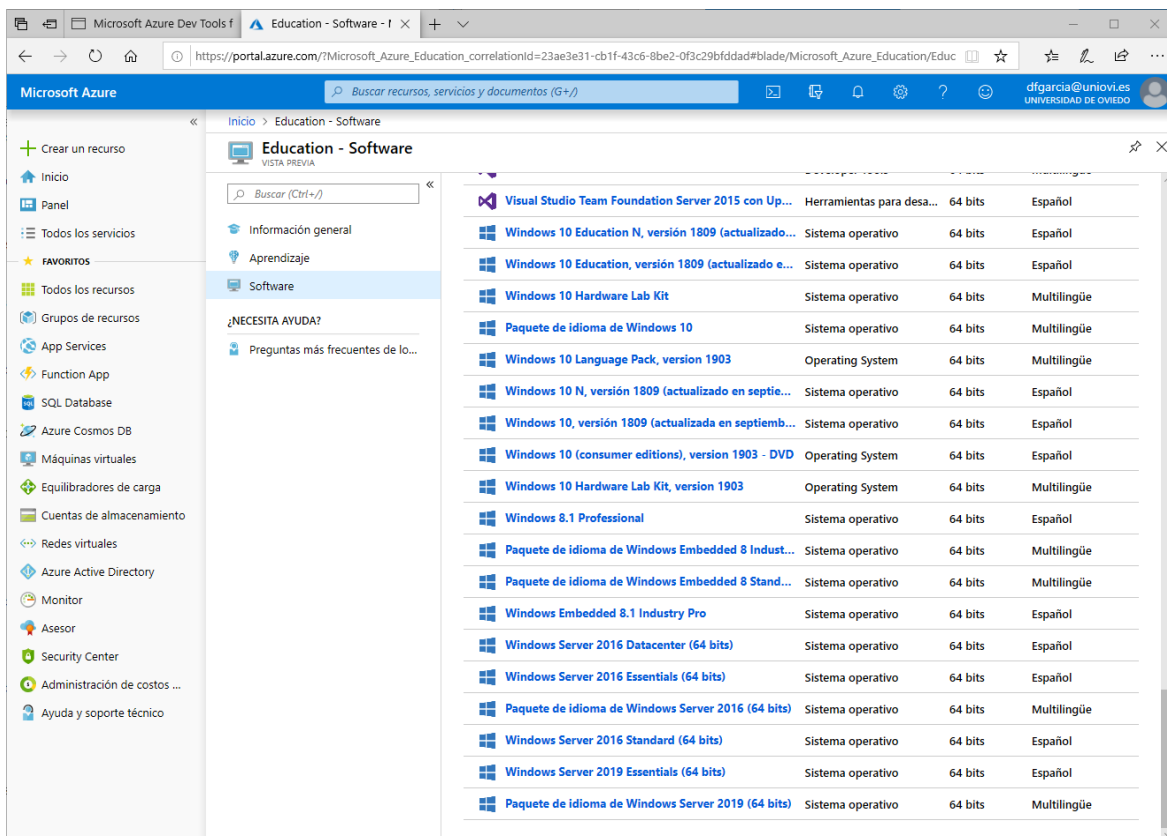 Microsoft Azure Dev Tools f
Education - Software - M
https://portal.azure.com/?Microsoft_Azure_Education_correlationId=23ae3e31-cb1f-43c6-8be2-0f3c29bfddad#blade/Microsoft_Azure_Education/Educ
Microsoft Azure
Buscar recursos, servicios y documentos (G+/)
dfgarcia@uniovi.es
UNIVERSIDAD DE OVIEDO
Crear un recurso
Inicio
Panel
Todos los servicios
FAVORITOS
Todos los recursos
Grupos de recursos
App Services
Function App
SQL Database
Azure Cosmos DB
Máquinas virtuales
Equilibradores de carga
Cuentas de almacenamiento
Redes virtuales
Azure Active Directory
Monitor
Asesor
Security Center
Administración de costos ...
Ayuda y soporte técnico
Inicio > Education - Software
Education - Software
VISTA PREVIA
Buscar (Ctrl+/)
Información general
Aprendizaje
Software
¿NECESITA AYUDA?
Preguntas más frecuentes de lo...
Visual Studio Team Foundation Server 2015 con Up... Herramientas para desa... 64 bits Español
Windows 10 Education N, versión 1809 (actualizado... Sistema operativo 64 bits Español
Windows 10 Education, versión 1809 (actualizado e... Sistema operativo 64 bits Español
Windows 10 Hardware Lab Kit Sistema operativo 64 bits Multilingüe
Paquete de idioma de Windows 10 Sistema operativo 64 bits Multilingüe
Windows 10 Language Pack, version 1903 Operating System 64 bits Multilingüe
Windows 10 N, versión 1809 (actualizado en septie... Sistema operativo 64 bits Español
Windows 10, versión 1809 (actualizada en septiemb... Sistema operativo 64 bits Español
Windows 10 (consumer editions), version 1903 - DVD Operating System 64 bits Español
Windows 10 Hardware Lab Kit, version 1903 Operating System 64 bits Multilingüe
Windows 8.1 Professional Sistema operativo 64 bits Español
Paquete de idioma de Windows Embedded 8 Indust... Sistema operativo 64 bits Multilingüe
Paquete de idioma de Windows Embedded 8 Stand... Sistema operativo 64 bits Multilingüe
Windows Embedded 8.1 Industry Pro Sistema operativo 64 bits Español
Windows Server 2016 Datacenter (64 bits) Sistema operativo 64 bits Español
Windows Server 2016 Essentials (64 bits) Sistema operativo 64 bits Español
Paquete de idioma de Windows Server 2016 (64 bits) Sistema operativo 64 bits Multilingüe
Windows Server 2016 Standard (64 bits) Sistema operativo 64 bits Español
Windows Server 2019 Essentials (64 bits) Sistema operativo 64 bits Español
Paquete de idioma de Windows Server 2019 (64 bits) Sistema operativo 64 bits Multilingüe